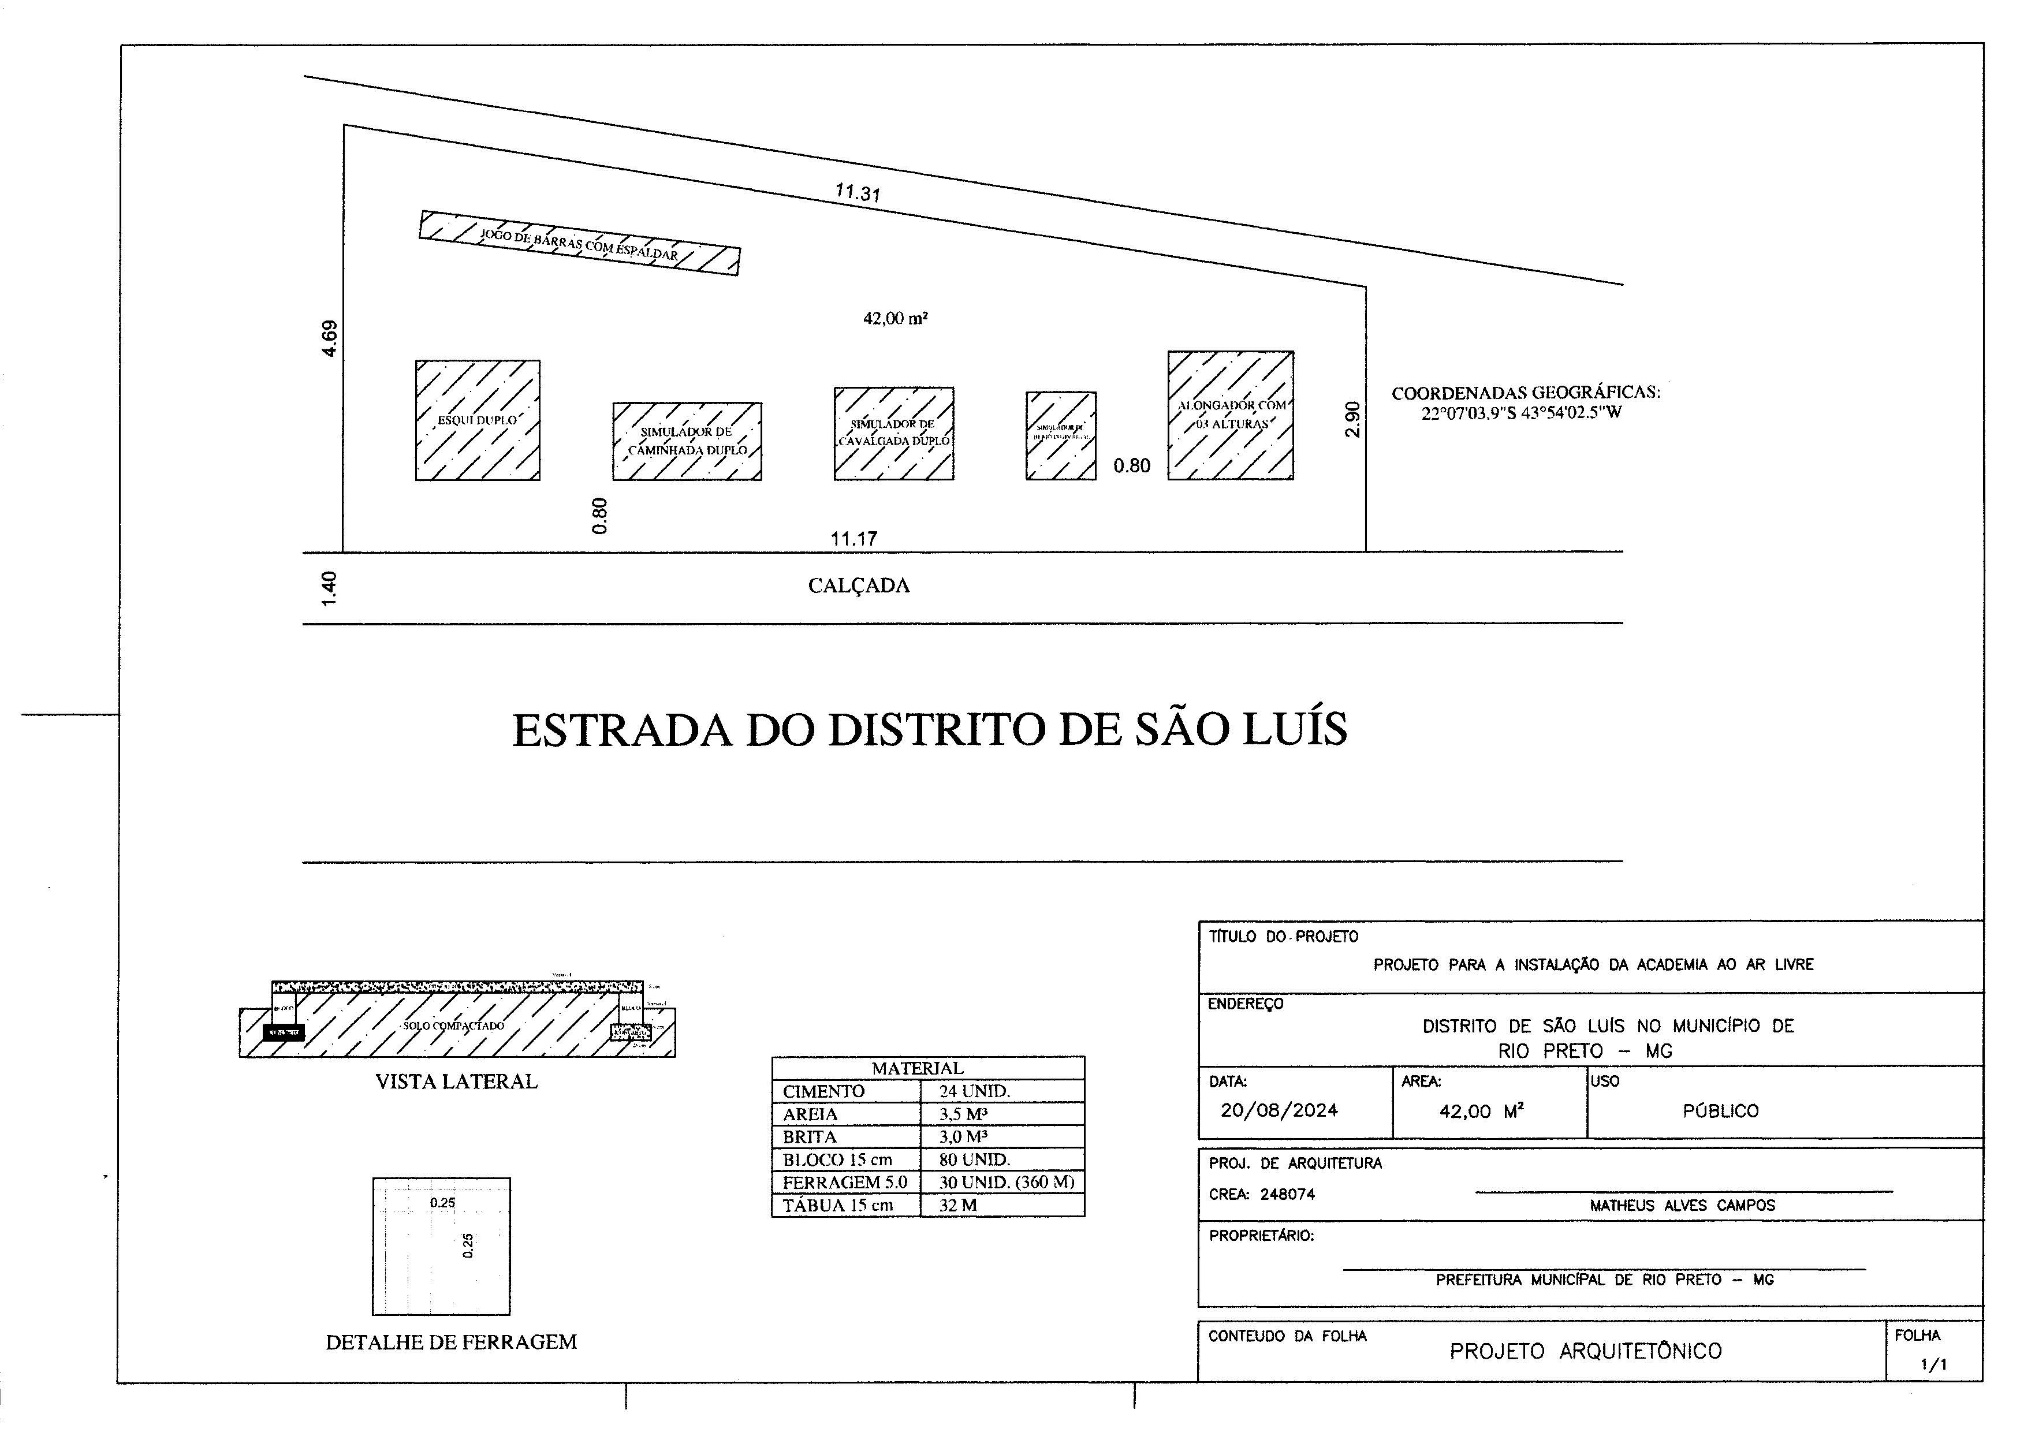 11.31
JOGO DE BARRAS COM ESPALDAR
42,00 m²
4.69
2.90
COORDENADAS GEOGRÁFICAS:
22°07'03,9"S 43°54'02.5"W
ESQUI DUPLO
SIMULADOR DE
CAMINHADA DUPLO
SIMULADOR DE
CAVALGADA DUPLO
SIMULADOR DE
ALONGADOR COM
03 ALTURAS
0.80
0.80
11.17
1.40
CALÇADA
ESTRADA DO DISTRITO DE SÃO LUÍS
BLOCO
SOLO COMPACTADO
BLOCO
VISTA LATERAL
0.25
0.25
DETALHE DE FERRAGEM
MATERIAL
CIMENTO 24 UNID.
AREIA 3,5 M³
BRITA 3,0 M³
BLOCO 15 cm 80 UNID.
FERRAGEM 5.0 30 UNID. (360 M)
TÁBUA 15 cm 32 M
TÍTULO DO PROJETO
PROJETO PARA A INSTALAÇÃO DA ACADEMIA AO AR LIVRE
ENDEREÇO
DISTRITO DE SÃO LUÍS NO MUNICÍPIO DE
RIO PRETO - MG
DATA: AREA: USO
20/08/2024 42,00 M² PÚBLICO
PROJ. DE ARQUITETURA
CREA: 248074
MATHEUS ALVES CAMPOS
PROPRIETÁRIO:
PREFEITURA MUNICÍPAL DE RIO PRETO - MG
CONTEUDO DA FOLHA
PROJETO ARQUITETÔNICO
FOLHA
1/1